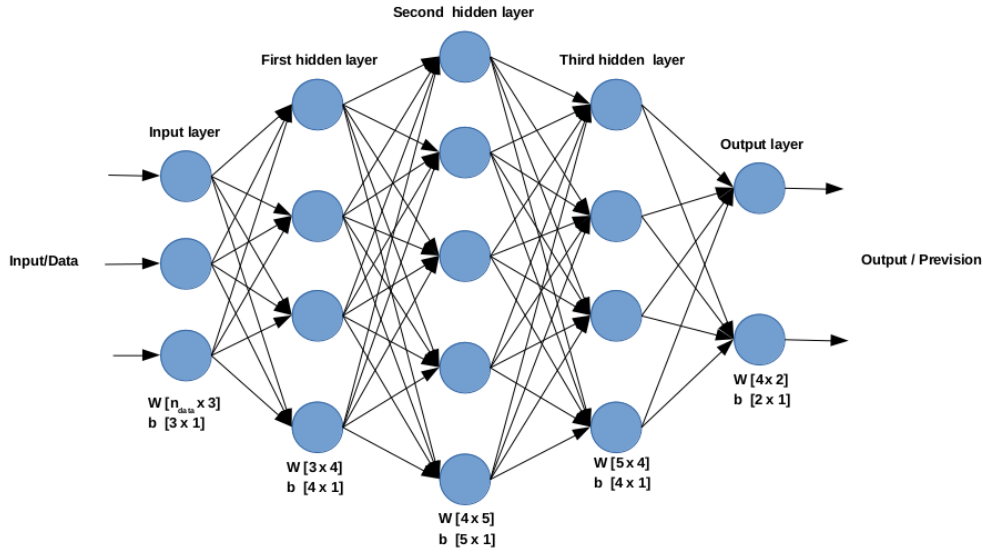 Second hidden layer
First hidden layer
Third hidden layer
Input layer
Output layer
Input/Data
Output / Prevision
W [n_data x 3]
b [3 x 1]
W [3 x 4]
b [4 x 1]
W [4 x 5]
b [5 x 1]
W [5 x 4]
b [4 x 1]
W [4 x 2]
b [2 x 1]